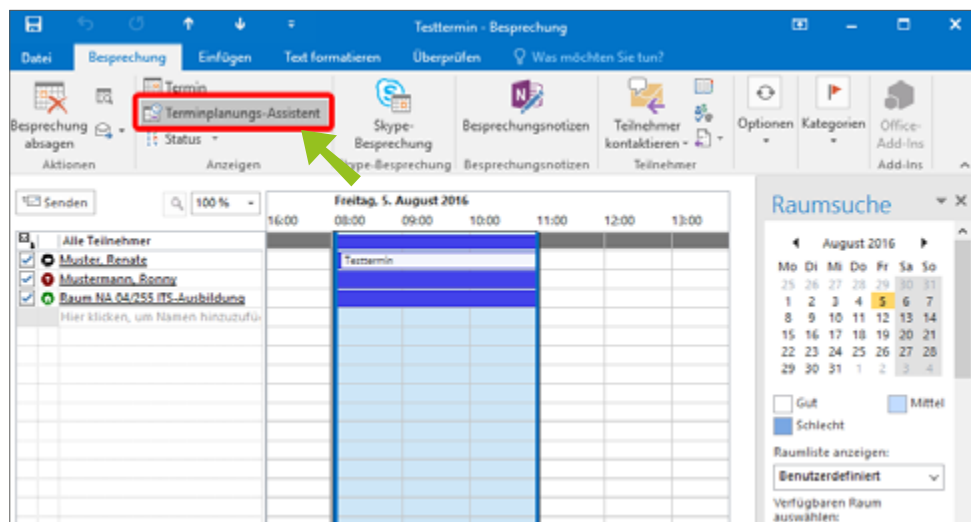 Testtermin - Besprechung
Datei Besprechung Einfügen Text formatieren Überprüfen Was möchten Sie tun?
Besprechung absagen
Termin
Terminplanungs-Assistent
Status
Skype-Besprechung
Besprechungsnotizen
Teilnehmer kontaktieren
Optionen
Kategorien
Office-Add-Ins
Aktionen Anzeigen Skype-Besprechung Besprechungsnotizen Teilnehmer Add-Ins
Senden 100 %
Freitag, 5. August 2016
16:00 08:00 09:00 10:00 11:00 12:00 13:00
Alle Teilnehmer
Muster, Renate
Testtermin
Mustermann, Ronny
Raum NA 04/255 ITS-Ausbildung
Hier klicken, um Namen hinzuzufü
Raumsuche
August 2016
Mo Di Mi Do Fr Sa So
25 26 27 28 29 30 31
1 2 3 4 5 6 7
8 9 10 11 12 13 14
15 16 17 18 19 20 21
22 23 24 25 26 27 28
29 30 31 1 2 3 4
Gut Mittel
Schlecht
Raumliste anzeigen:
Benutzerdefiniert
Verfügbaren Raum
auswählen: